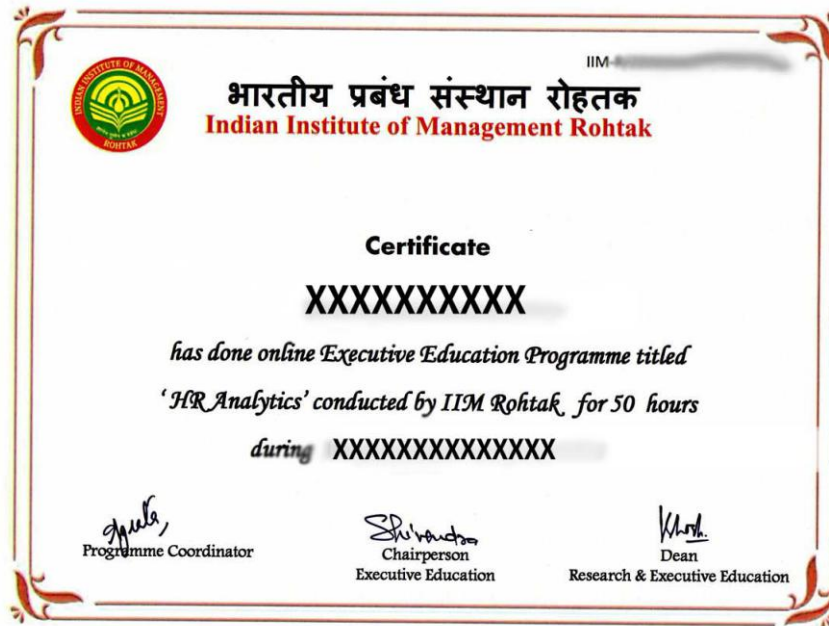 IIM-
INDIAN INSTITUTE OF MANAGEMENT
ROHTAK
भारतीय प्रबंध संस्थान रोहतक
Indian Institute of Management Rohtak
Certificate
XXXXXXXXXX
has done online Executive Education Programme titled
‘HR Analytics’ conducted by IIM Rohtak for 50 hours
during XXXXXXXXXXXXXX
Shivendra
Programme Coordinator
Chairperson
Executive Education
Dean
Research & Executive Education